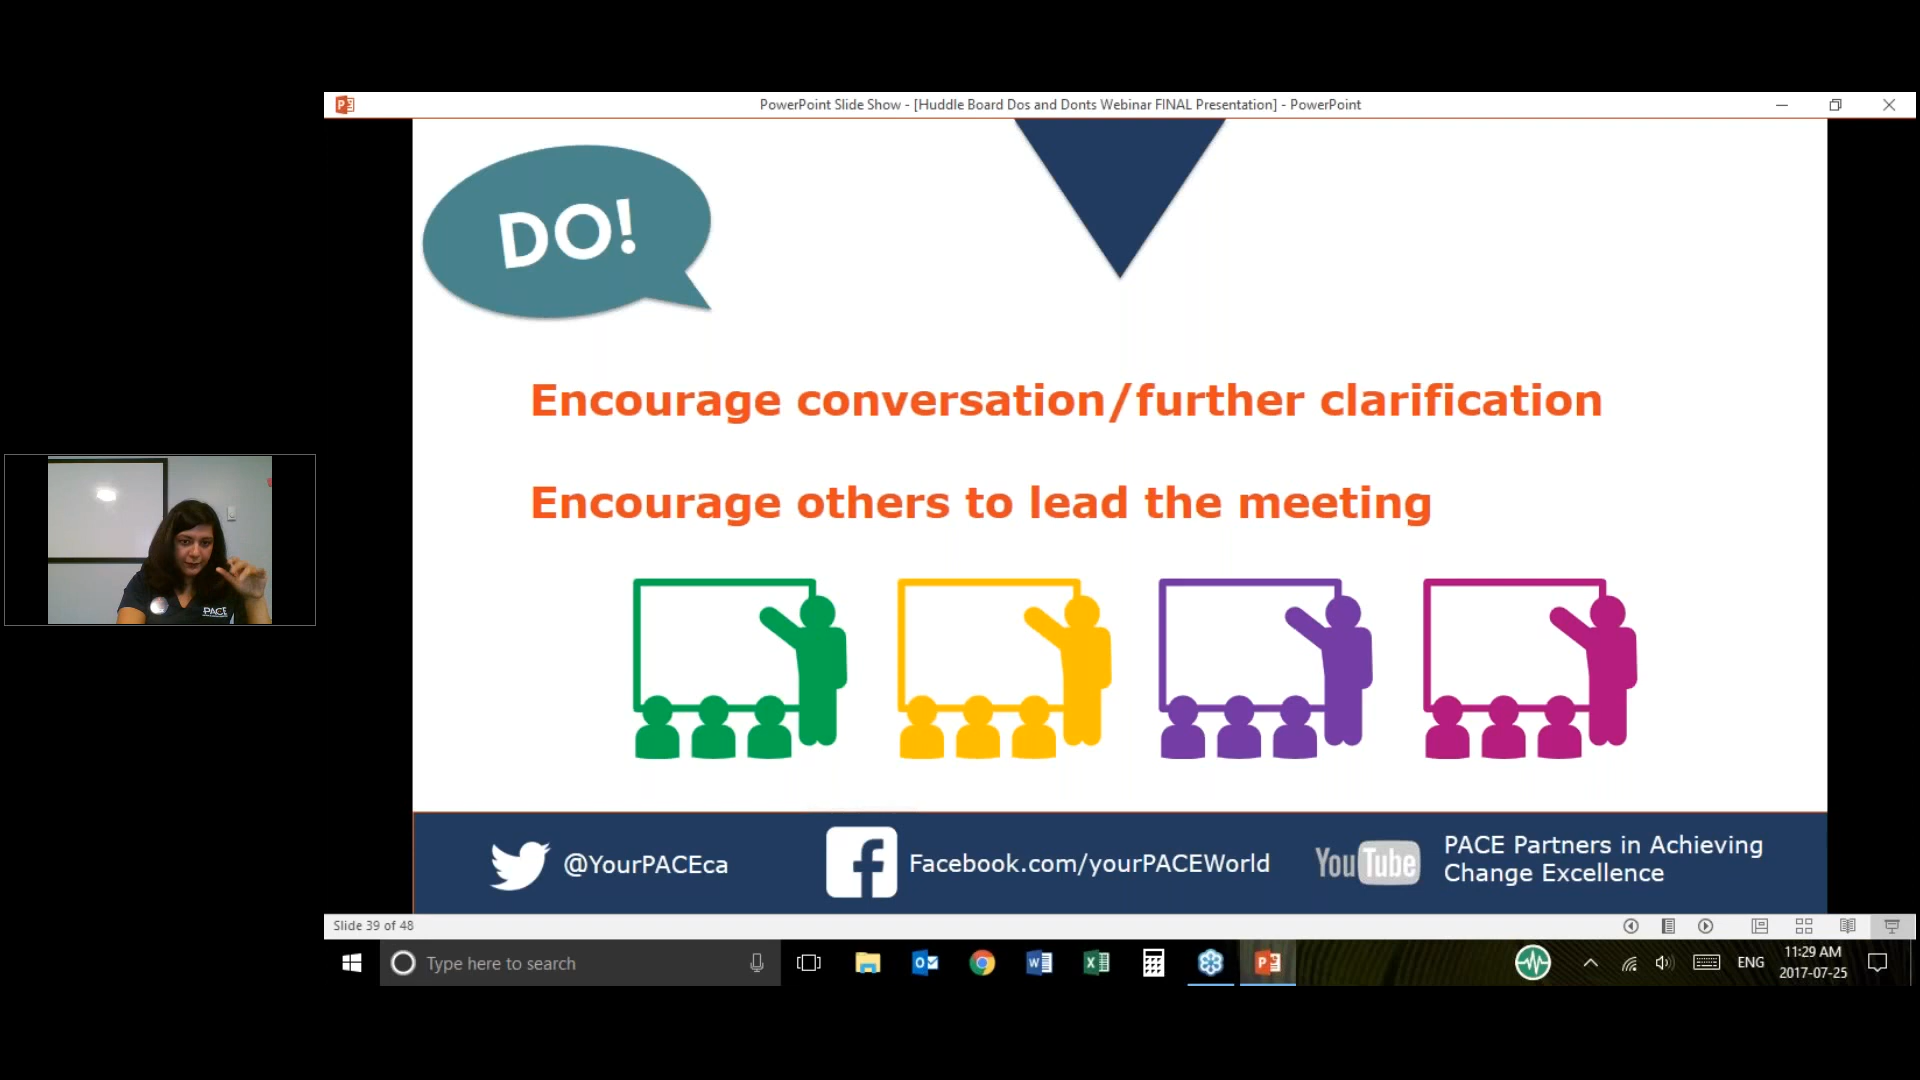 PowerPoint Slide Show - [Huddle Board Dos and Donts Webinar FINAL Presentation] - PowerPoint
DO!
Encourage conversation/further clarification
Encourage others to lead the meeting
PACE
@YourPACEca
Facebook.com/yourPACEWorld
YouTube
PACE Partners in Achieving
Change Excellence
Slide 39 of 48
Type here to search
ENG
11:29 AM
2017-07-25